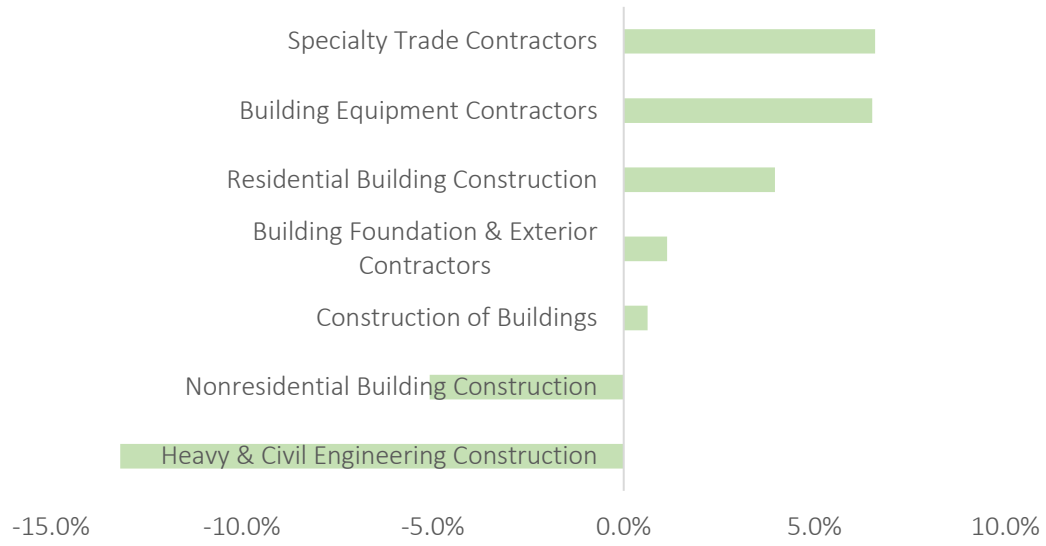 Specialty Trade Contractors
Building Equipment Contractors
Residential Building Construction
Building Foundation & Exterior
Contractors
Construction of Buildings
Nonresidential Building Construction
Heavy & Civil Engineering Construction
-15.0% -10.0% -5.0% 0.0% 5.0% 10.0%